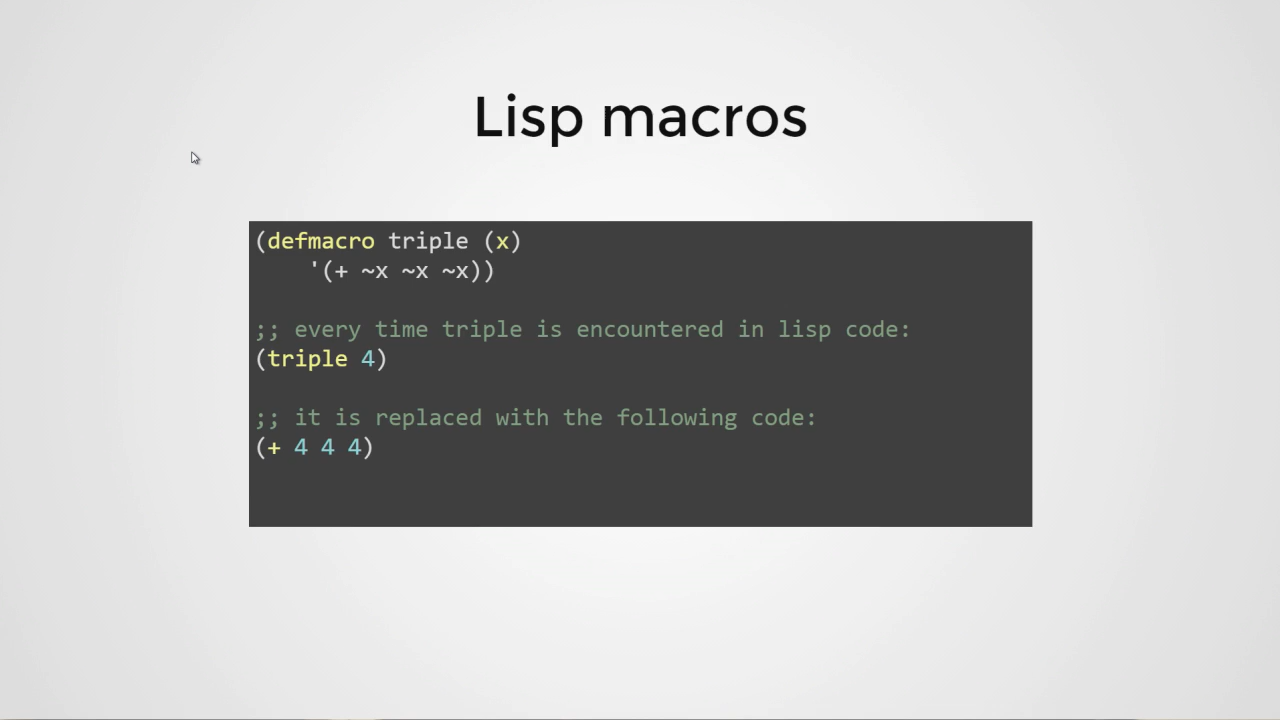 Lisp macros
(defmacro triple (x)
    '(+ ~x ~x ~x))
;; every time triple is encountered in lisp code:
(triple 4)
;; it is replaced with the following code:
(+ 4 4 4)